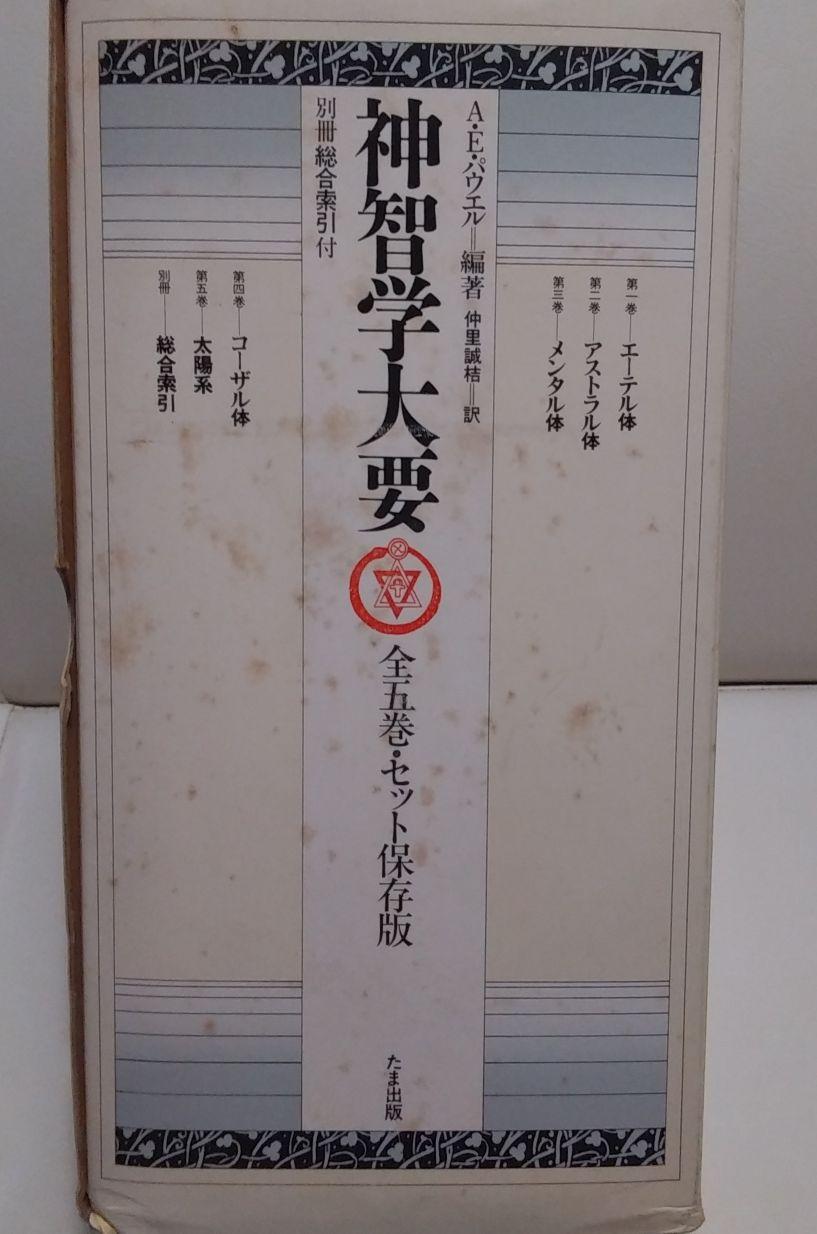 第一巻――エーテル体
第二巻――アストラル体
第三巻――メンタル体
A・E・パウエル＝編著 仲里誠桔＝訳
神智学大要
全五巻・セット保存版
たま出版
別冊総合索引付
第四巻――コーザル体
第五巻――太陽系
別冊――総合索引